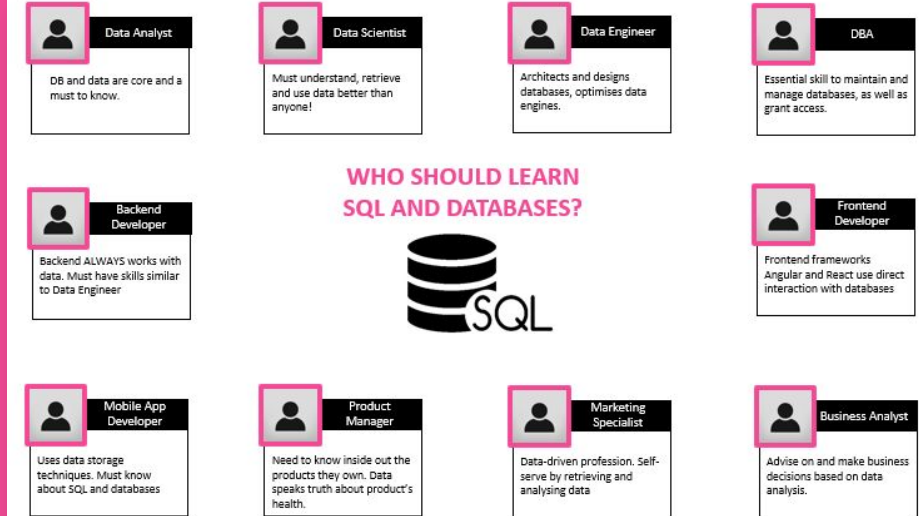 Data Analyst
DB and data are core and a
must to know.
Data Scientist
Must understand, retrieve
and use data better than
anyone!
Data Engineer
Architects and designs
databases, optimises data
engines.
DBA
Essential skill to maintain and
manage databases, as well as
grant access.
WHO SHOULD LEARN
SQL AND DATABASES?
SQL
Backend
Developer
Backend ALWAYS works with
data. Must have skills similar
to Data Engineer
Frontend
Developer
Frontend frameworks
Angular and React use direct
interaction with databases
Mobile App
Developer
Uses data storage
techniques. Must know
about SQL and databases
Product
Manager
Need to know inside out the
products they own. Data
speaks truth about product's
health.
Marketing
Specialist
Data-driven profession. Self-
serve by retrieving and
analysing data
Business Analyst
Advise on and make business
decisions based on data
analysis.